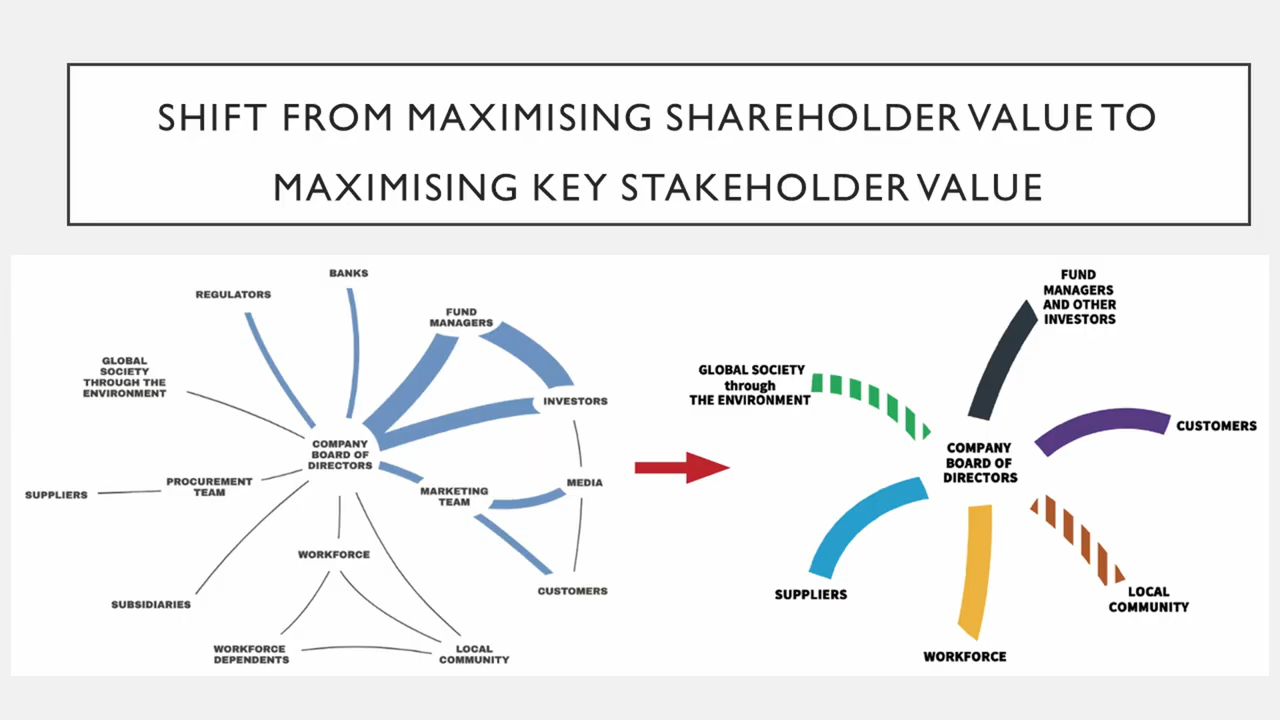 SHIFT FROM MAXIMISING SHAREHOLDER VALUE TO
MAXIMISING KEY STAKEHOLDER VALUE
BANKS
REGULATORS
FUND
MANAGERS
GLOBAL
SOCIETY
THROUGH THE
ENVIRONMENT
INVESTORS
COMPANY
BOARD OF
DIRECTORS
PROCUREMENT
TEAM
SUPPLIERS
MARKETING
TEAM
MEDIA
WORKFORCE
CUSTOMERS
SUBSIDIARIES
WORKFORCE
DEPENDENTS
LOCAL
COMMUNITY
FUND
MANAGERS
AND OTHER
INVESTORS
GLOBAL SOCIETY
through
THE ENVIRONMENT
CUSTOMERS
COMPANY
BOARD OF
DIRECTORS
SUPPLIERS
LOCAL
COMMUNITY
WORKFORCE